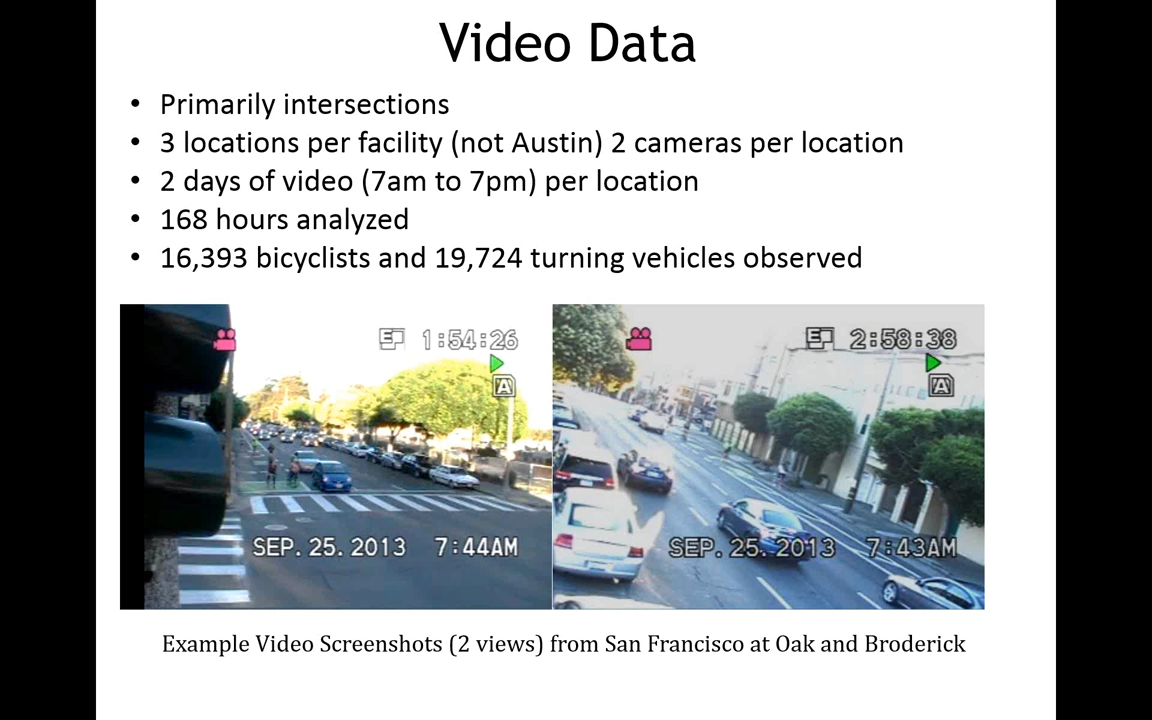 Video Data
• Primarily intersections
• 3 locations per facility (not Austin) 2 cameras per location
• 2 days of video (7am to 7pm) per location
• 168 hours analyzed
• 16,393 bicyclists and 19,724 turning vehicles observed
EP 1:54:26
A
SEP. 25. 2013 7:44AM
EP 2:58:38
A
SEP. 25. 2013 7:43AM
Example Video Screenshots (2 views) from San Francisco at Oak and Broderick